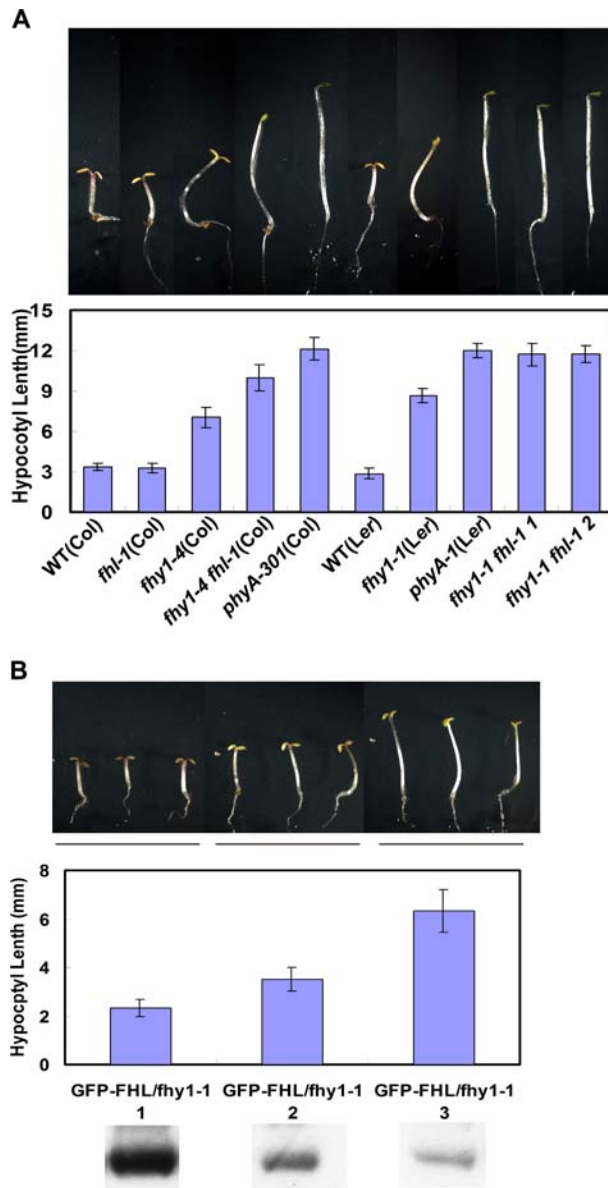 A
Hypocotyl Lenth(mm)
15
12
9
6
3
0
WT(Col)
fhl-1(Col)
fhy1-4(Col)
fhy1-4 fhl-1(Col)
phyA-301(Col)
WT(Ler)
fhy1-1(Ler)
phyA-1(Ler)
fhy1-1 fhl-1 1
fhy1-1 fhl-1 2
B
Hypcptyl Lenth (mm)
8
6
4
2
0
GFP-FHL/fhy1-1 GFP-FHL/fhy1-1 GFP-FHL/fhy1-1
1 2 3